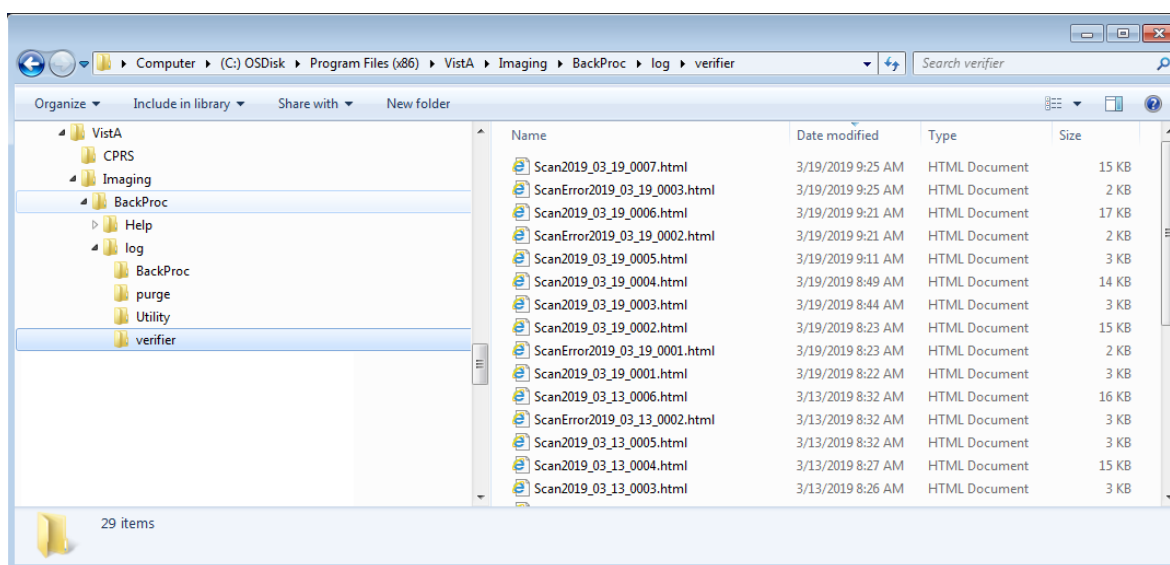 Computer (C:) OSDisk Program Files (x86) VistA Imaging BackProc log verifier Search verifier
Organize Include in library Share with New folder
VistA
CPRS
Imaging
BackProc
Help
log
BackProc
purge
Utility
verifier
Name Date modified Type Size
Scan2019_03_19_0007.html 3/19/2019 9:25 AM HTML Document 15 KB
ScanError2019_03_19_0003.html 3/19/2019 9:25 AM HTML Document 2 KB
Scan2019_03_19_0006.html 3/19/2019 9:21 AM HTML Document 17 KB
ScanError2019_03_19_0002.html 3/19/2019 9:21 AM HTML Document 2 KB
Scan2019_03_19_0005.html 3/19/2019 9:11 AM HTML Document 3 KB
Scan2019_03_19_0004.html 3/19/2019 8:49 AM HTML Document 14 KB
Scan2019_03_19_0003.html 3/19/2019 8:44 AM HTML Document 3 KB
Scan2019_03_19_0002.html 3/19/2019 8:23 AM HTML Document 15 KB
ScanError2019_03_19_0001.html 3/19/2019 8:23 AM HTML Document 2 KB
Scan2019_03_19_0001.html 3/19/2019 8:22 AM HTML Document 3 KB
Scan2019_03_13_0006.html 3/13/2019 8:32 AM HTML Document 16 KB
ScanError2019_03_13_0002.html 3/13/2019 8:32 AM HTML Document 3 KB
Scan2019_03_13_0005.html 3/13/2019 8:32 AM HTML Document 3 KB
Scan2019_03_13_0004.html 3/13/2019 8:27 AM HTML Document 15 KB
Scan2019_03_13_0003.html 3/13/2019 8:26 AM HTML Document 3 KB
29 items